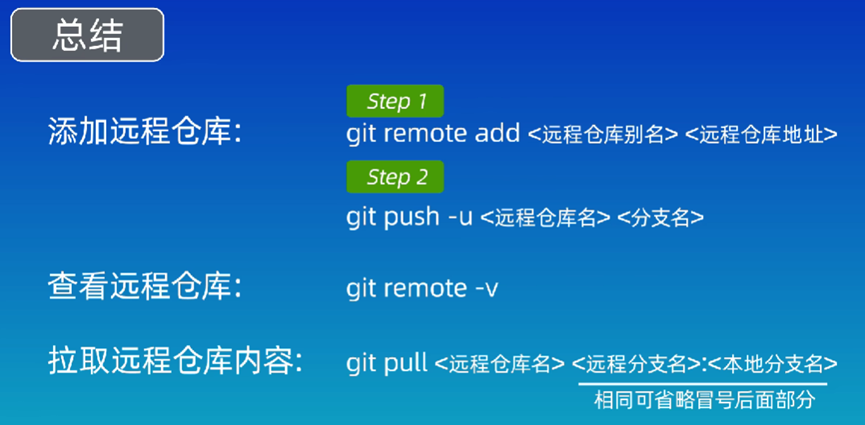 总结
Step 1
添加远程仓库: git remote add <远程仓库别名> <远程仓库地址>
Step 2
git push -u <远程仓库名> <分支名>
查看远程仓库: git remote -v
拉取远程仓库内容: git pull <远程仓库名> <远程分支名>:<本地分支名>
相同可省略冒号后面部分